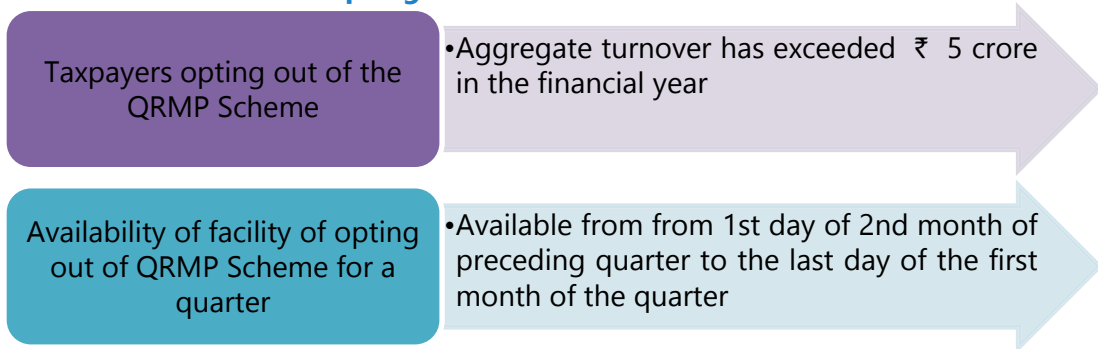 Taxpayers opting out of the
QRMP Scheme
•Aggregate turnover has exceeded ₹ 5 crore
in the financial year
Availability of facility of opting
out of QRMP Scheme for a
quarter
•Available from from 1st day of 2nd month of
preceding quarter to the last day of the first
month of the quarter